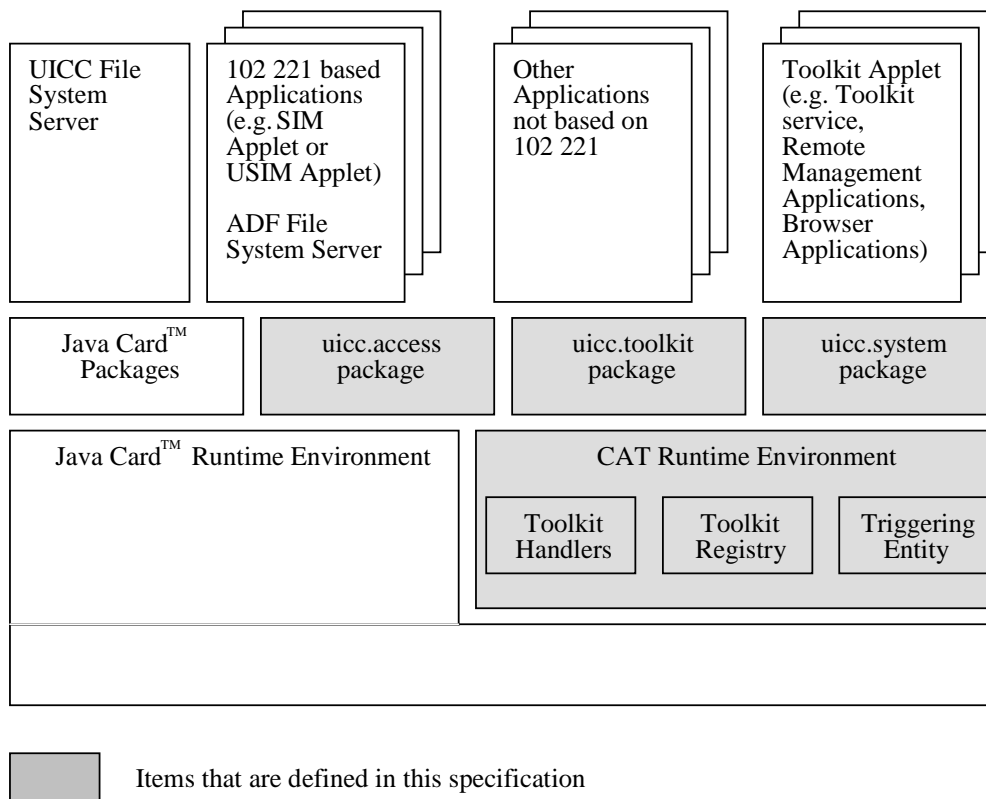 UICC File
System
Server
102 221 based
Applications
(e.g. SIM
Applet or
USIM Applet)
ADF File
System Server
Other
Applications
not based on
102 221
Toolkit Applet
(e.g. Toolkit
service,
Remote
Management
Applications,
Browser
Applications)
Java Card™
Packages
uicc.access
package
uicc.toolkit
package
uicc.system
package
Java Card™ Runtime Environment
CAT Runtime Environment
Toolkit
Handlers
Toolkit
Registry
Triggering
Entity
Items that are defined in this specification